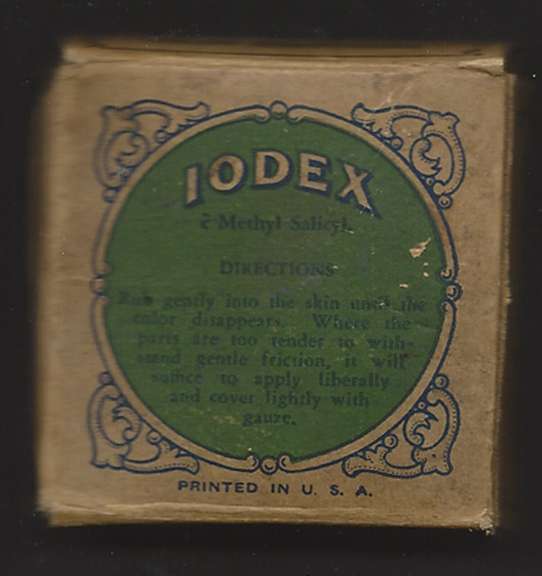 IODEX
c̄ Methyl Salicyl.
DIRECTIONS
Rub gently into the skin until the
color disappears. Where the
parts are too tender to with-
stand gentle friction, it will
suffice to apply liberally
and cover lightly with
gauze.
PRINTED IN U. S. A.